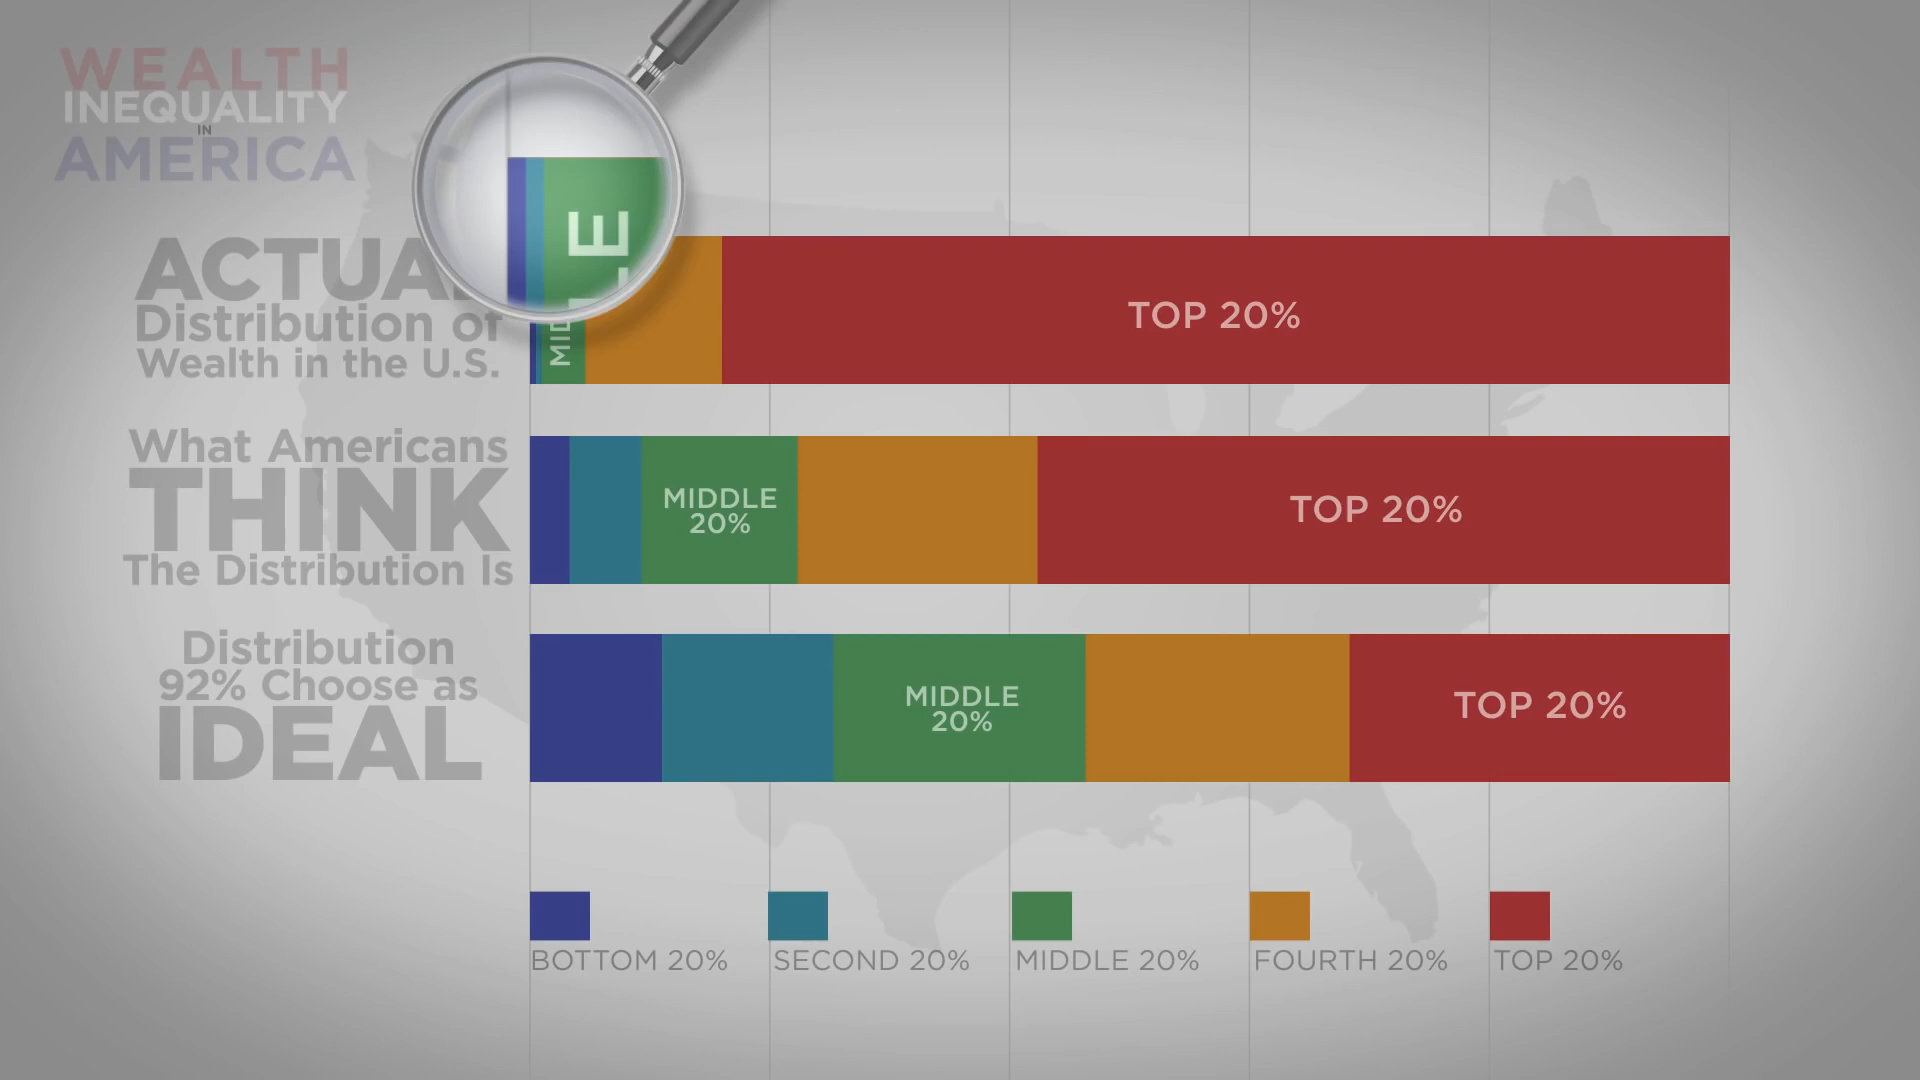 WEALTH
INEQUALITY
IN
AMERICA
ACTUAL
Distribution of
Wealth in the U.S.
TOP 20%
What Americans
THINK
The Distribution Is
MIDDLE
20%
TOP 20%
Distribution
92% Choose as
IDEAL
MIDDLE
20%
TOP 20%
BOTTOM 20%
SECOND 20%
MIDDLE 20%
FOURTH 20%
TOP 20%